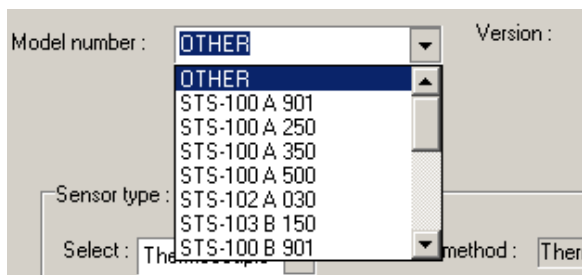 Model number : OTHER Version :
OTHER
STS-100 A 901
STS-100 A 250
STS-100 A 350
STS-100 A 500
Sensor type : STS-102 A 030
STS-103 B 150
Select : STS-100 B 901 method :